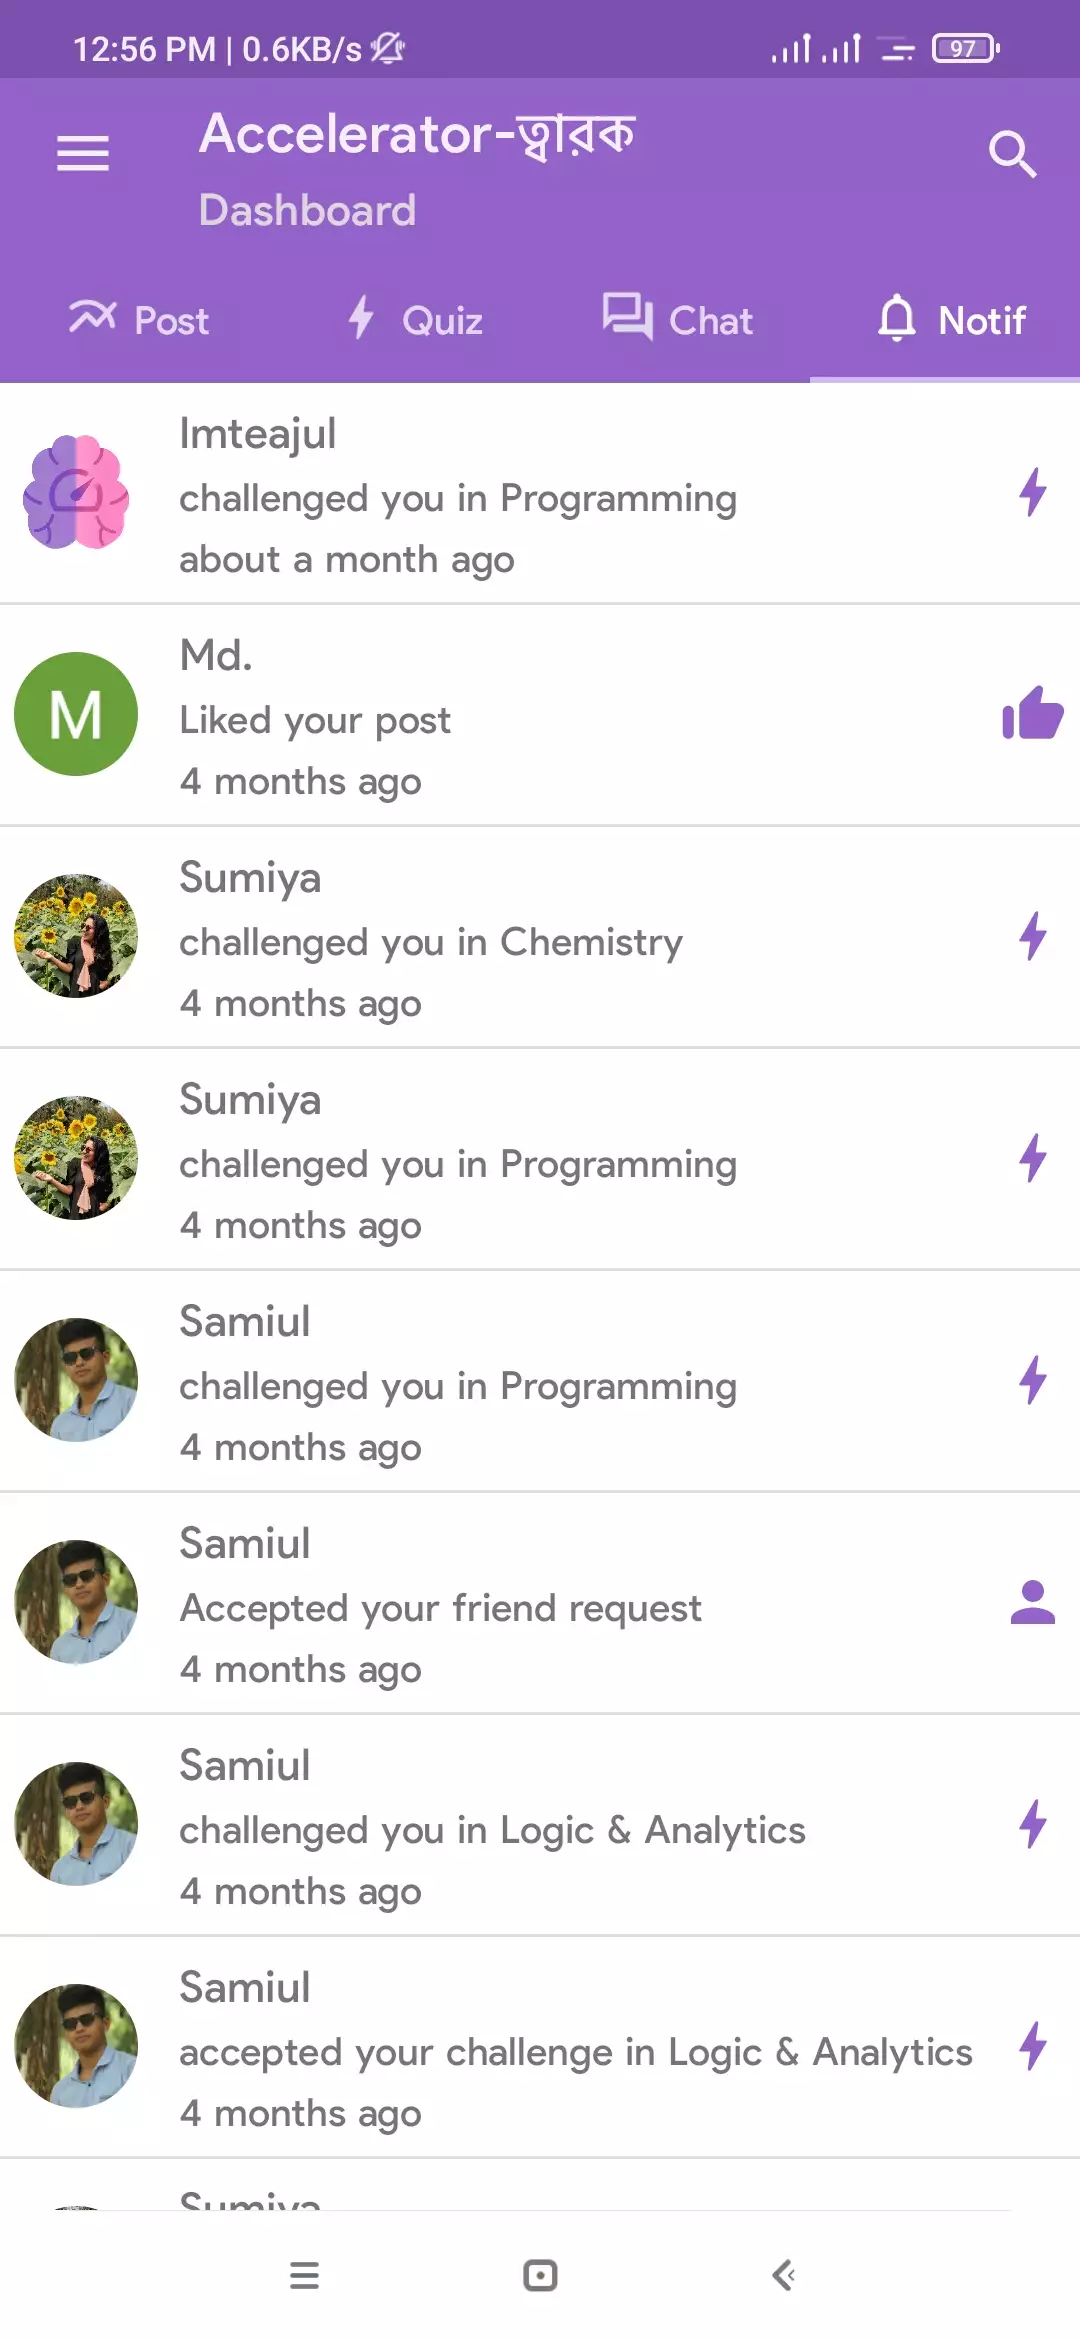 12:56 PM | 0.6KB/s
97
Accelerator-ত্বারক
Dashboard
Post
Quiz
Chat
Notif
Imteajul
challenged you in Programming
about a month ago
M
Md.
Liked your post
4 months ago
Sumiya
challenged you in Chemistry
4 months ago
Sumiya
challenged you in Programming
4 months ago
Samiul
challenged you in Programming
4 months ago
Samiul
Accepted your friend request
4 months ago
Samiul
challenged you in Logic & Analytics
4 months ago
Samiul
accepted your challenge in Logic & Analytics
4 months ago
Sumiya